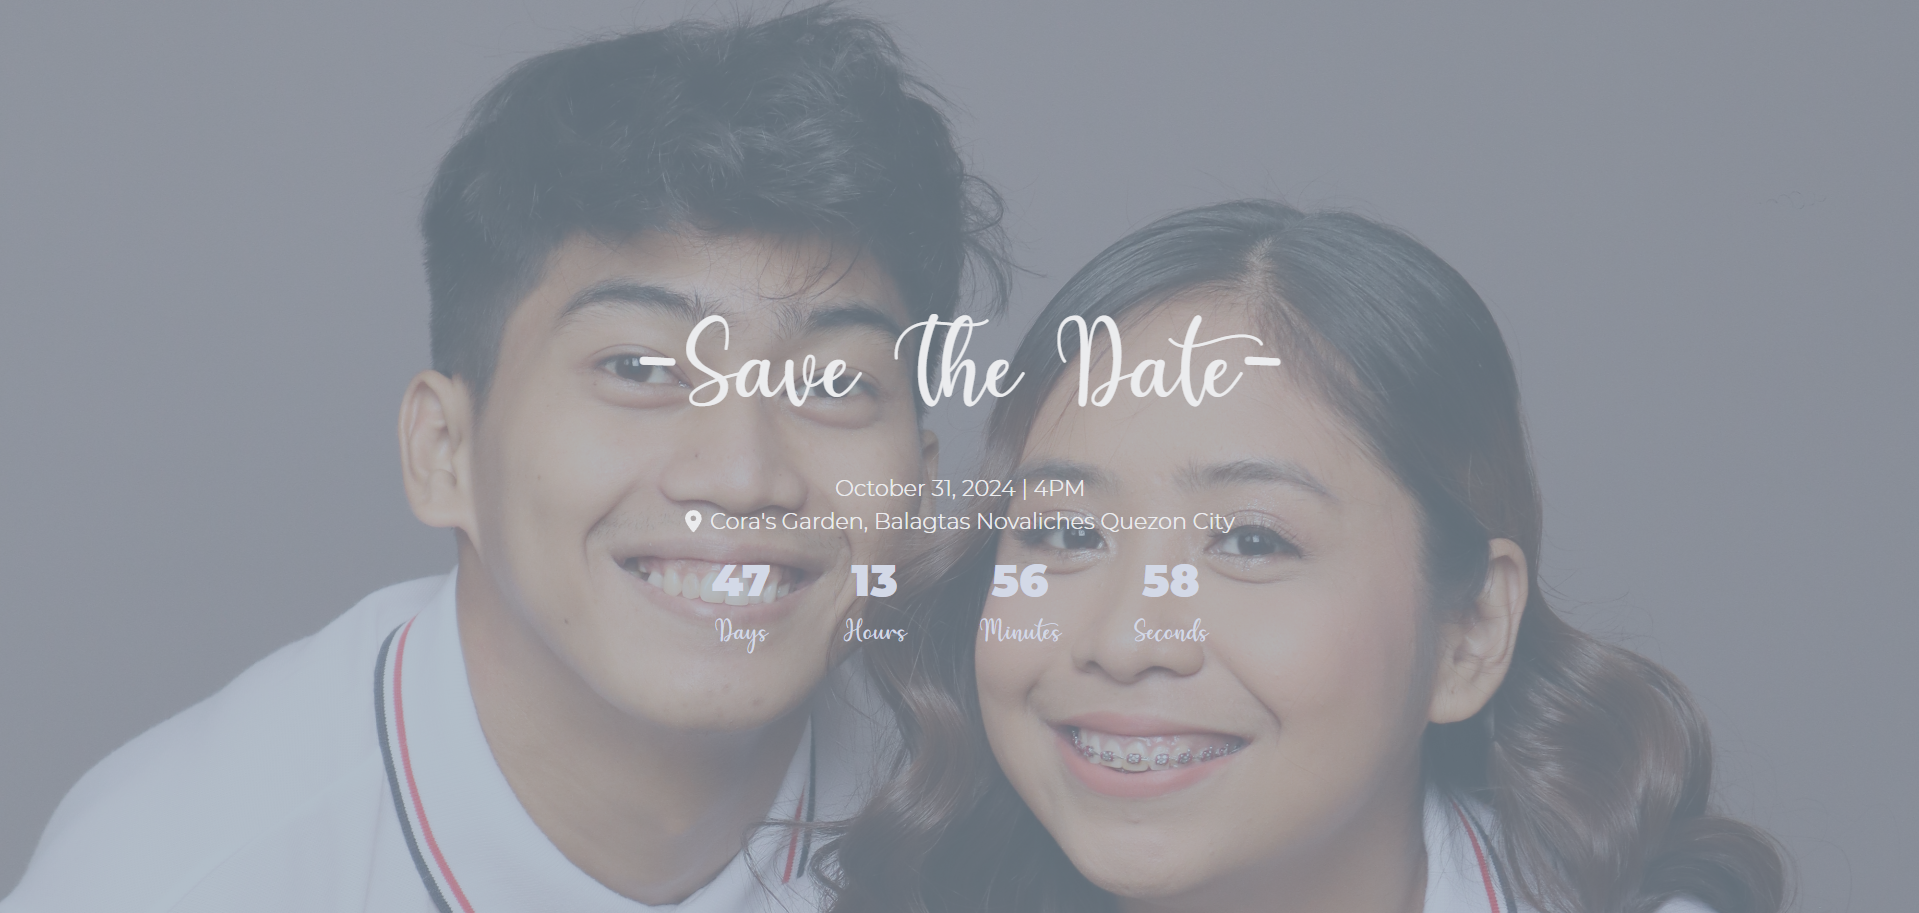 -Save the Date-
October 31, 2024 | 4PM
Cora's Garden, Balagtas Novaliches Quezon City
47 13 56 58
Days Hours Minutes Seconds